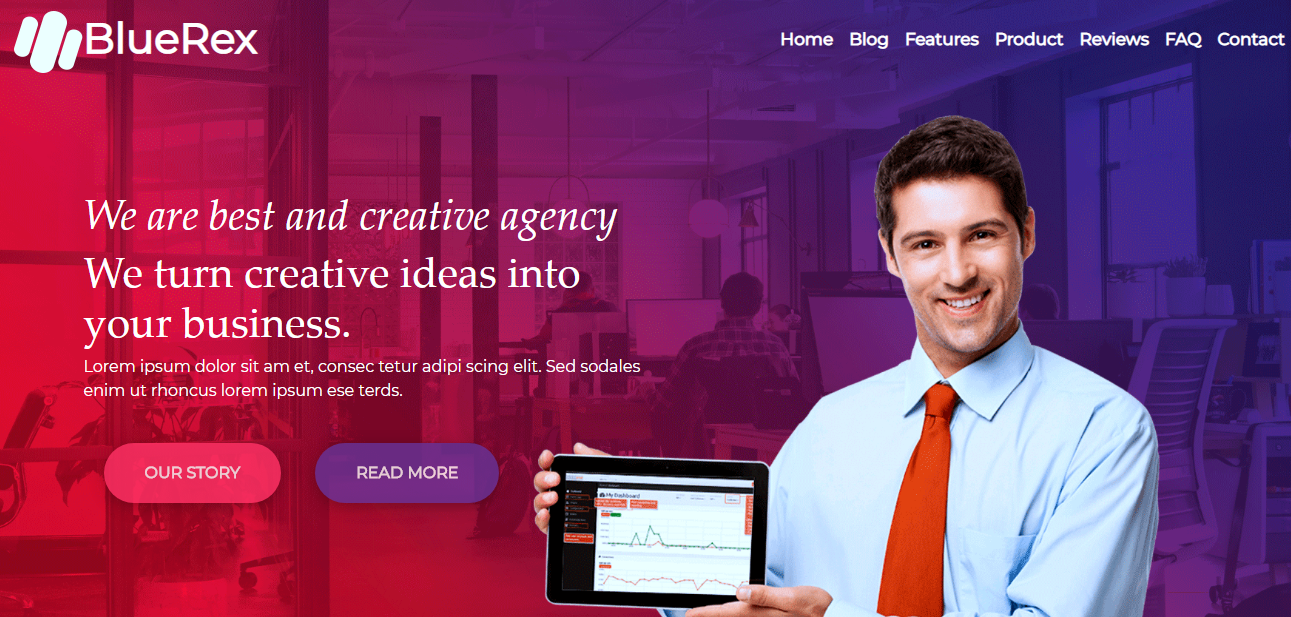 BlueRex
Home Blog Features Product Reviews FAQ Contact
We are best and creative agency
We turn creative ideas into
your business.
Lorem ipsum dolor sit am et, consec tetur adipi scing elit. Sed sodales
enim ut rhoncus lorem ipsum ese terds.
OUR STORY READ MORE
My Dashboard